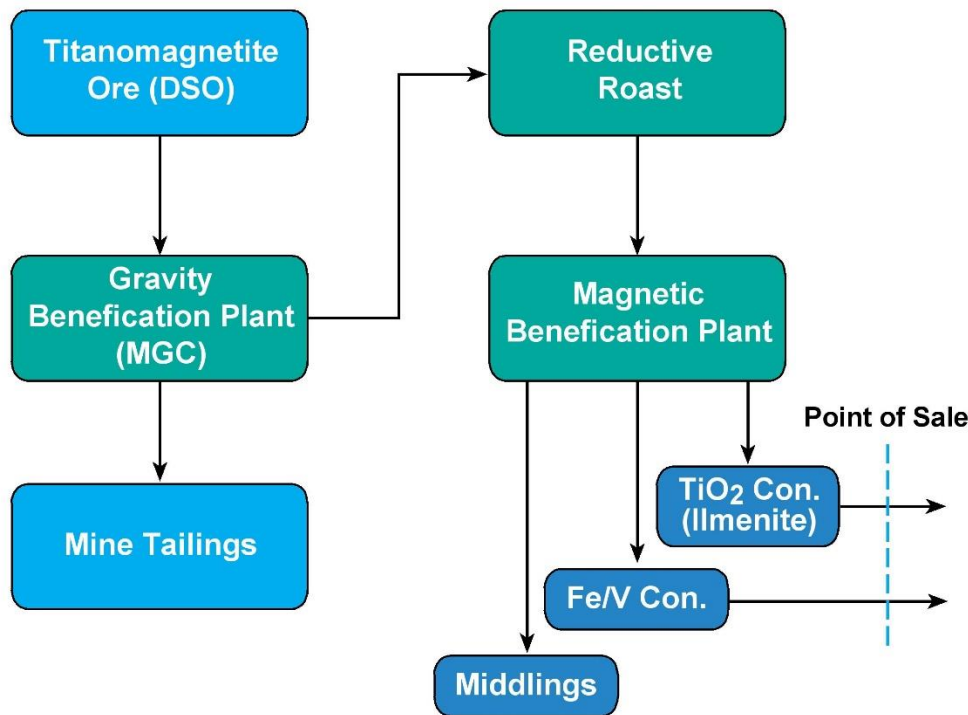 Titanomagnetite
Ore (DSO)
Reductive
Roast
Gravity
Benefication Plant
(MGC)
Magnetic
Benefication Plant
Point of Sale
TiO2 Con.
(Ilmenite)
Mine Tailings
Fe/V Con.
Middlings